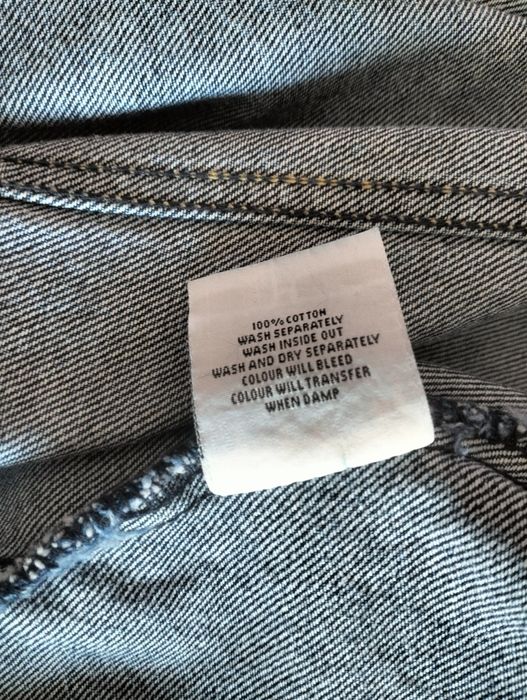 100% COTTON
WASH SEPARATELY
WASH INSIDE OUT
WASH AND DRY SEPARATELY
COLOUR WILL BLEED
COLOUR WILL TRANSFER
WHEN DAMP